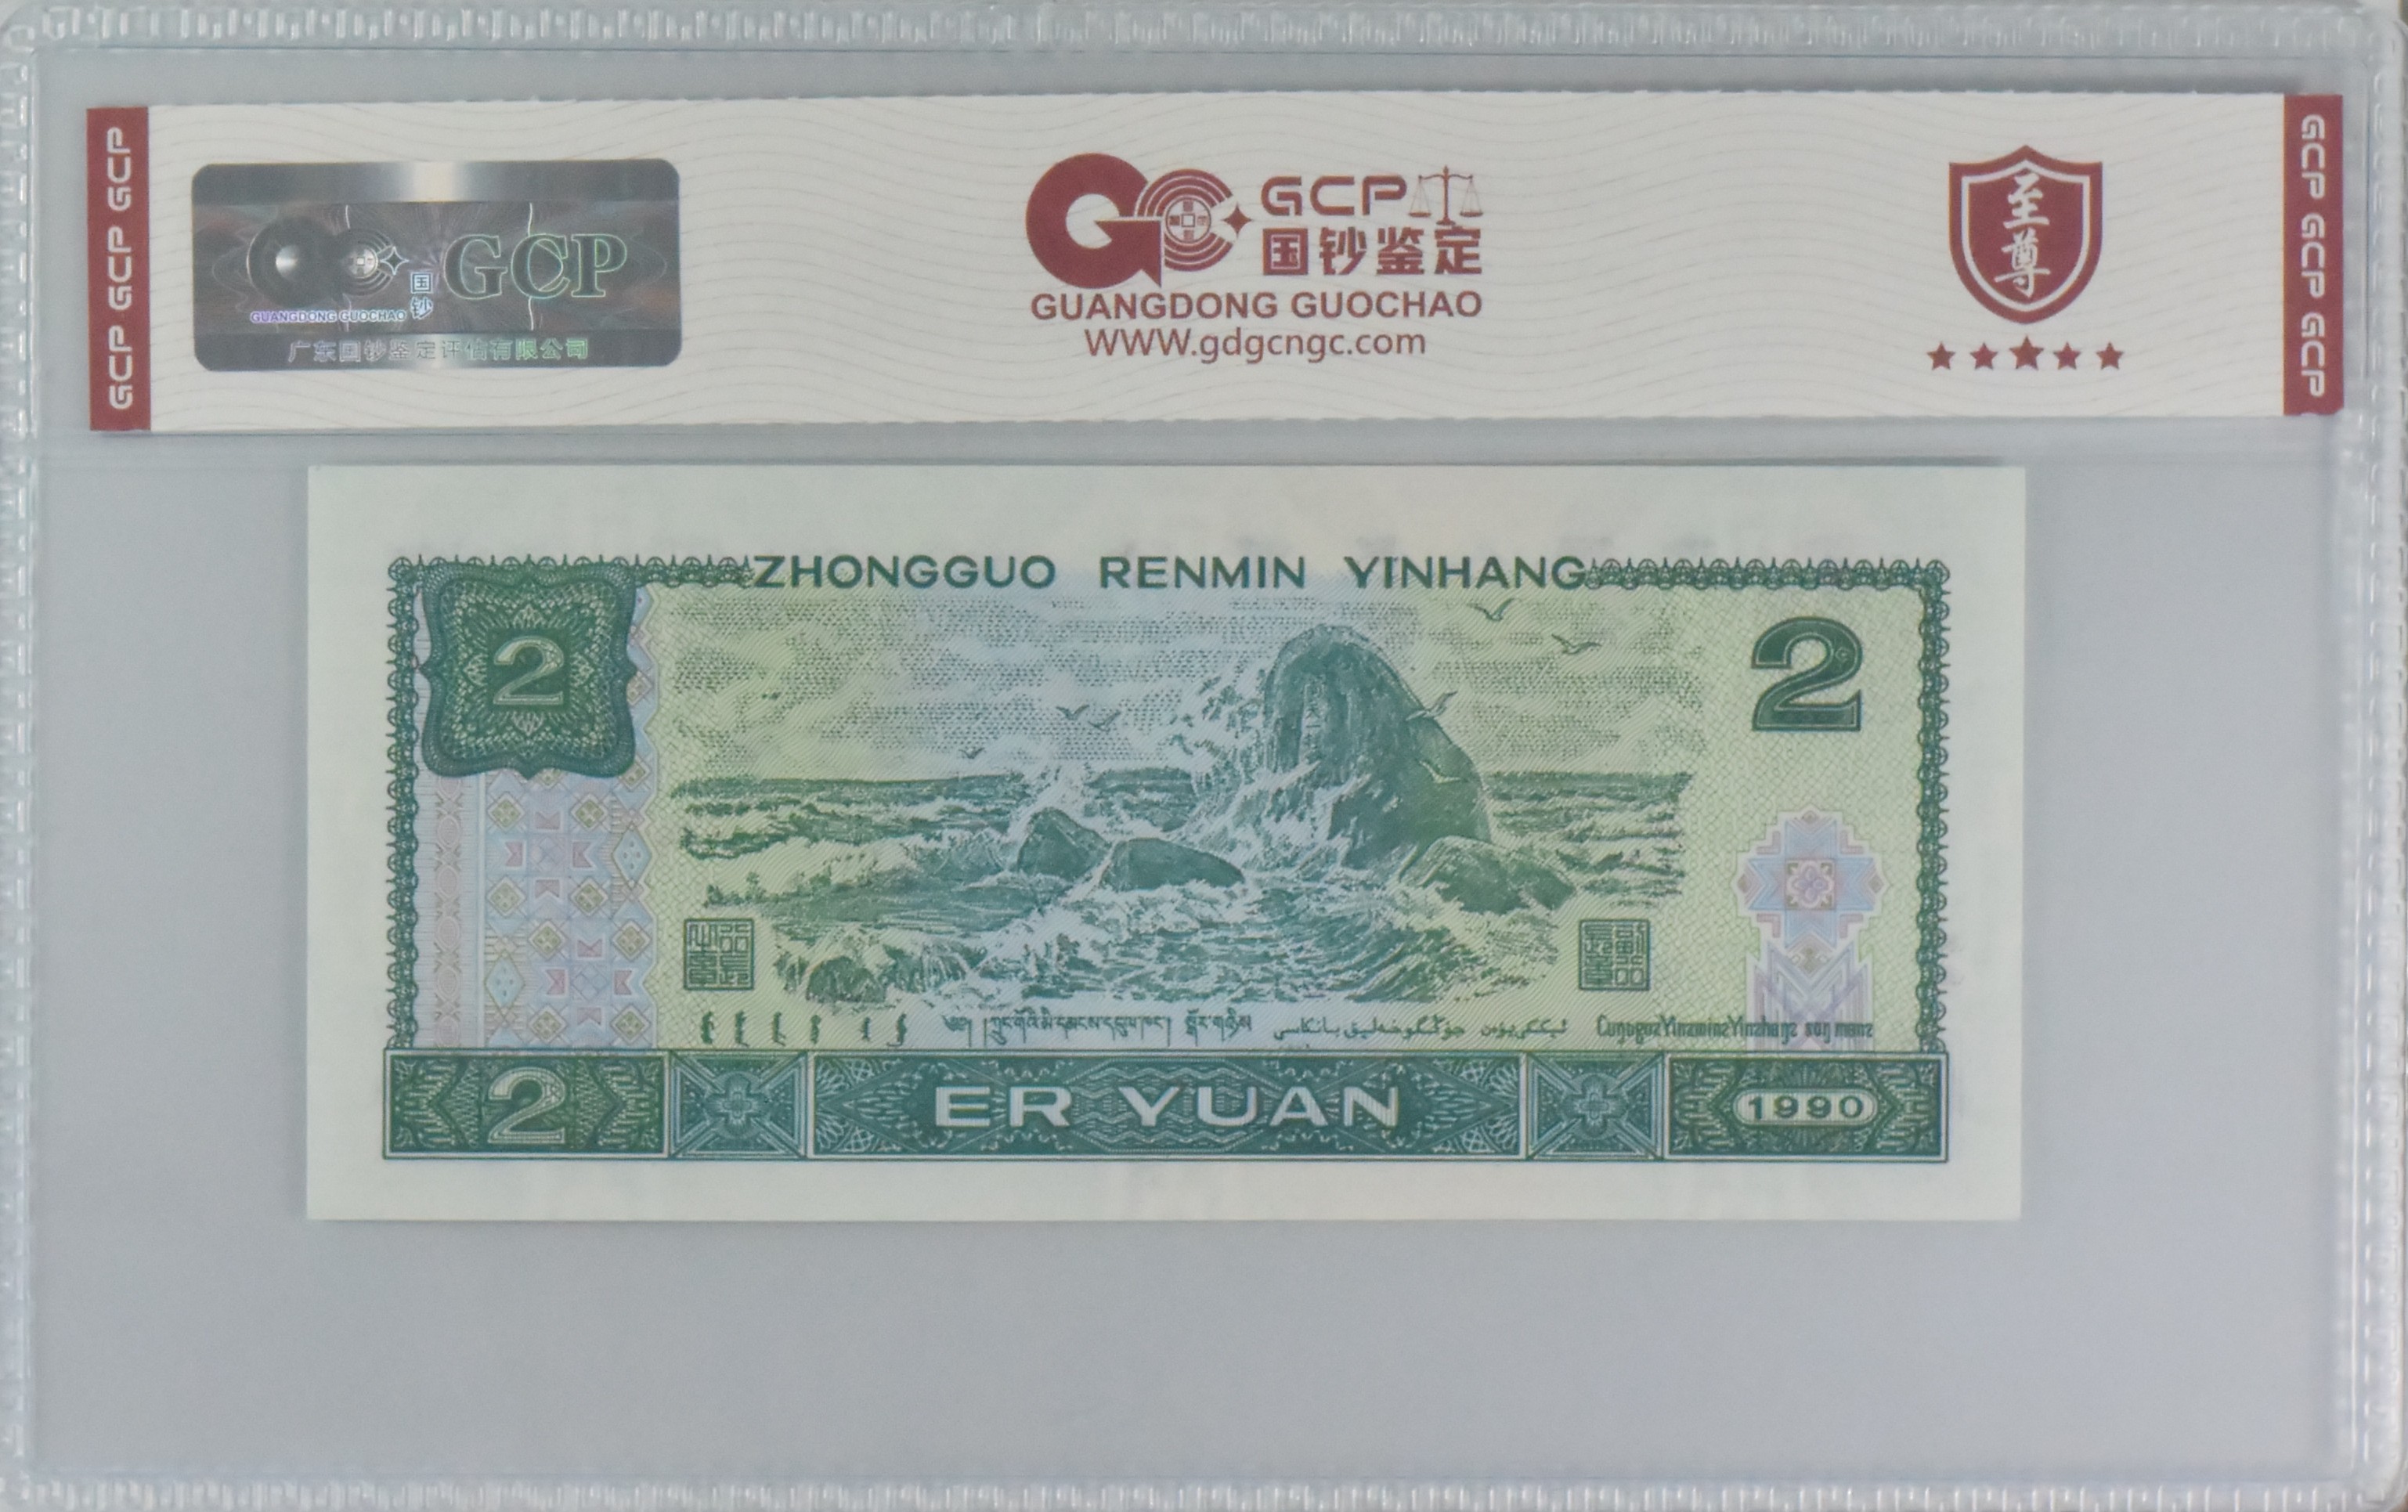 GCP GCP GCP
GCP
国
钞
GUANGDONG GUOCHAO
广东国钞鉴定评估有限公司
GCP
国钞鉴定
GUANGDONG GUOCHAO
WWW.gdgcngc.com
至
尊
GCP GCP GCP
ZHONGGUO RENMIN YINHANG
2
2
2
ER YUAN
1990